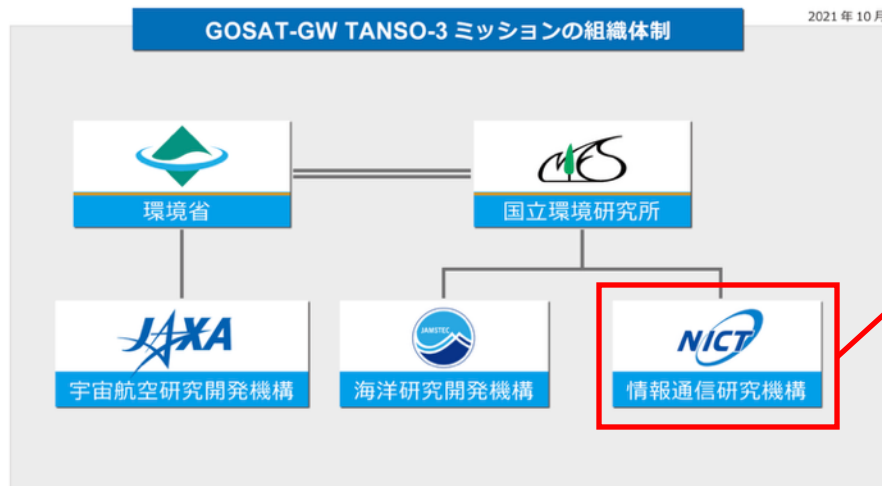 2021 年 10 月
GOSAT-GW TANSO-3 ミッションの組織体制
NIES
環境省
国立環境研究所
JAXA
JAMSTEC
NICT
宇宙航空研究開発機構
海洋研究開発機構
情報通信研究機構